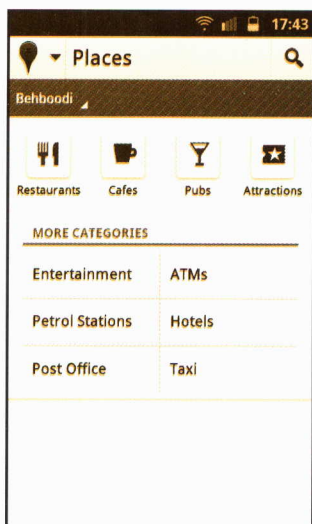 17:43
Places
Behboodi
Restaurants Cafes Pubs Attractions
MORE CATEGORIES
Entertainment ATMs
Petrol Stations Hotels
Post Office Taxi